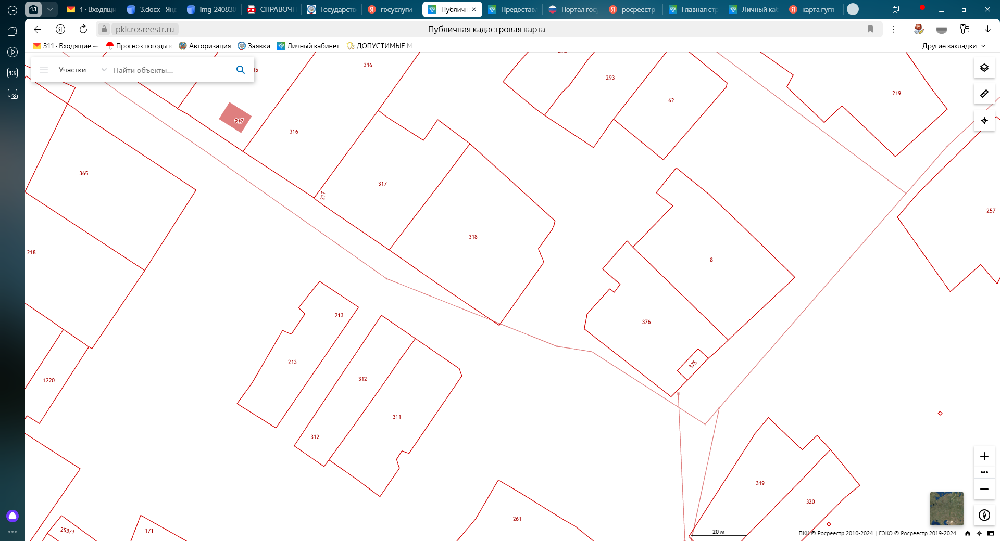 13
1 · Входящи
3.docx - Янд
img-240830
СПРАВОЧН
Государств
госуслуги -
Публичн
Предостав
Портал гос
росреестр -
Главная стр
Личный каб
карта гугл -
pkk.rosreestr.ru
Публичная кадастровая карта
311 · Входящие —
Прогноз погоды в
Авторизация
Заявки
Личный кабинет
ДОПУСТИМЫЕ М
Другие закладки
13
Участки
Найти объекты...
15
316
293
62
219
917
316
365
317
317
257
318
218
8
213
376
213
375
312
1220
311
312
319
320
261
253/1
171
20 м
ПКК © Росреестр 2010-2024 | ЕЭКО © Росреестр 2019-2024